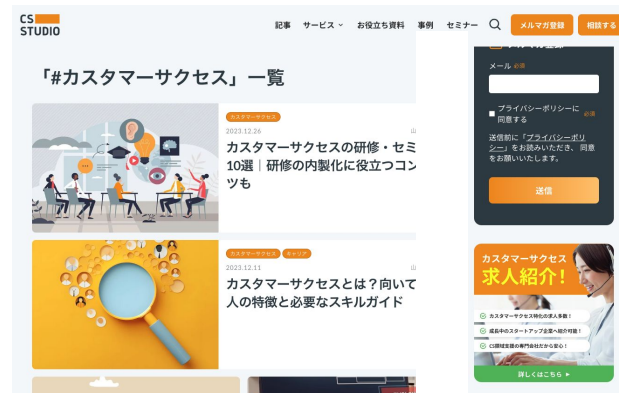 CS
STUDIO
記事 サービス お役立ち資料 事例 セミナー メルマガ登録 相談する
「#カスタマーサクセス」一覧
カスタマーサクセス
2023.12.26
カスタマーサクセスの研修・セミ
10選｜研修の内製化に役立つコン
ツも
カスタマーサクセス キャリア
2023.12.11
カスタマーサクセスとは？向いて
人の特徴と必要なスキルガイド
メール 必須
プライバシーポリシーに
同意する 必須
送信前に「プライバシーポリ
シー」をお読みいただき、同意
をお願いいたします。
送信
カスタマーサクセス
求人紹介！
カスタマーサクセス特化の求人多数！
成長中のスタートアップ企業へ紹介可能！
CS領域支援の専門会社だから安心！
詳しくはこちら